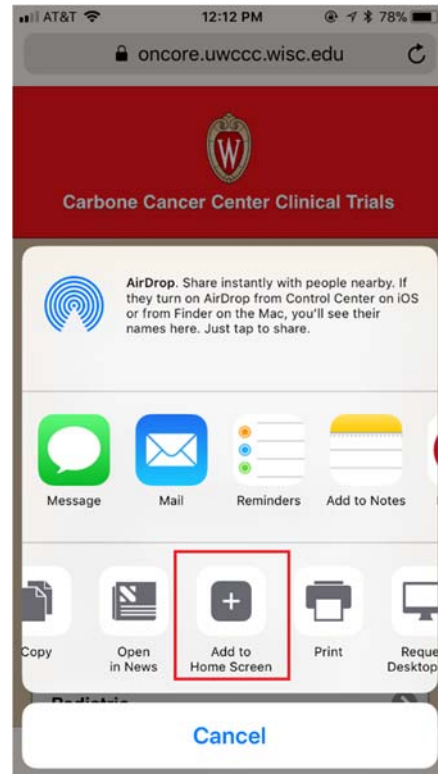 AT&T 12:12 PM 78%
oncore.uwccc.wisc.edu
W
Carbone Cancer Center Clinical Trials
AirDrop. Share instantly with people nearby. If
they turn on AirDrop from Control Center on iOS
or from Finder on the Mac, you'll see their
names here. Just tap to share.
Message Mail Reminders Add to Notes
Copy Open in News Add to Home Screen Print Reque Desktop
Cancel